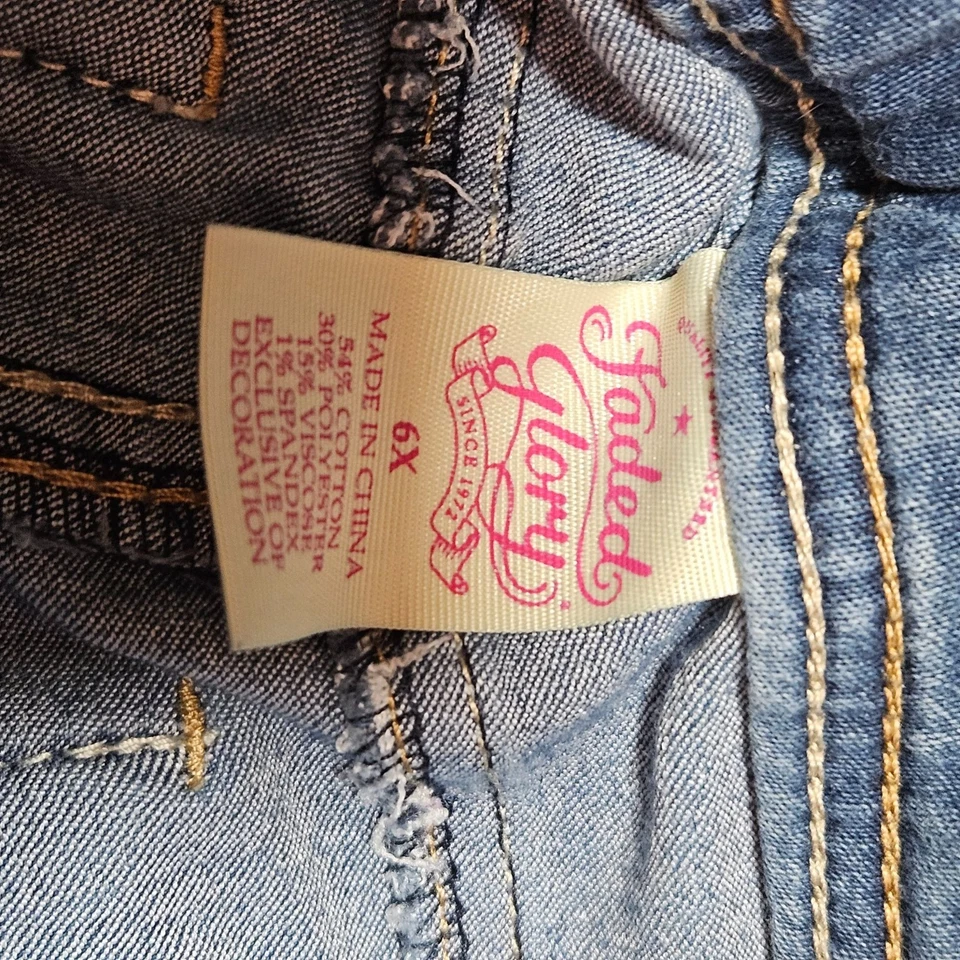 Faded
Glory
®
SINCE 1972
6X
MADE IN CHINA
54% COTTON
30% POLYESTER
15% VISCOSE
1% SPANDEX
EXCLUSIVE OF
DECORATION